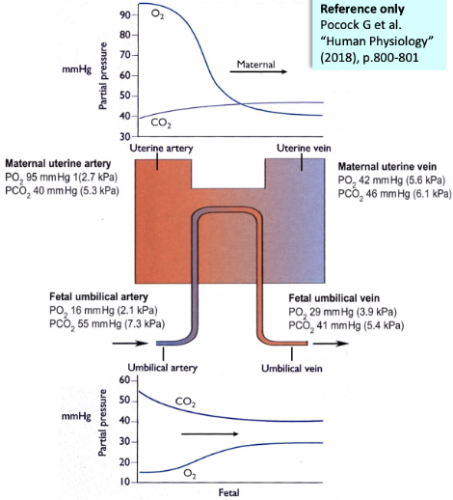 Reference only
Pocock G et al.
“Human Physiology”
(2018), p.800-801
90
80
70
60
50
40
30
mmHg
Partial pressure
O2
Maternal
CO2
Uterine artery
Uterine vein
Maternal uterine artery
PO2 95 mmHg 1(2.7 kPa)
PCO2 40 mmHg (5.3 kPa)
Maternal uterine vein
PO2 42 mmHg (5.6 kPa)
PCO2 46 mmHg (6.1 kPa)
Fetal umbilical artery
PO2 16 mmHg (2.1 kPa)
PCO2 55 mmHg (7.3 kPa)
Fetal umbilical vein
PO2 29 mmHg (3.9 kPa)
PCO2 41 mmHg (5.4 kPa)
Umbilical artery
Umbilical vein
60
50
40
30
20
10
mmHg
Partial pressure
CO2
O2
Fetal